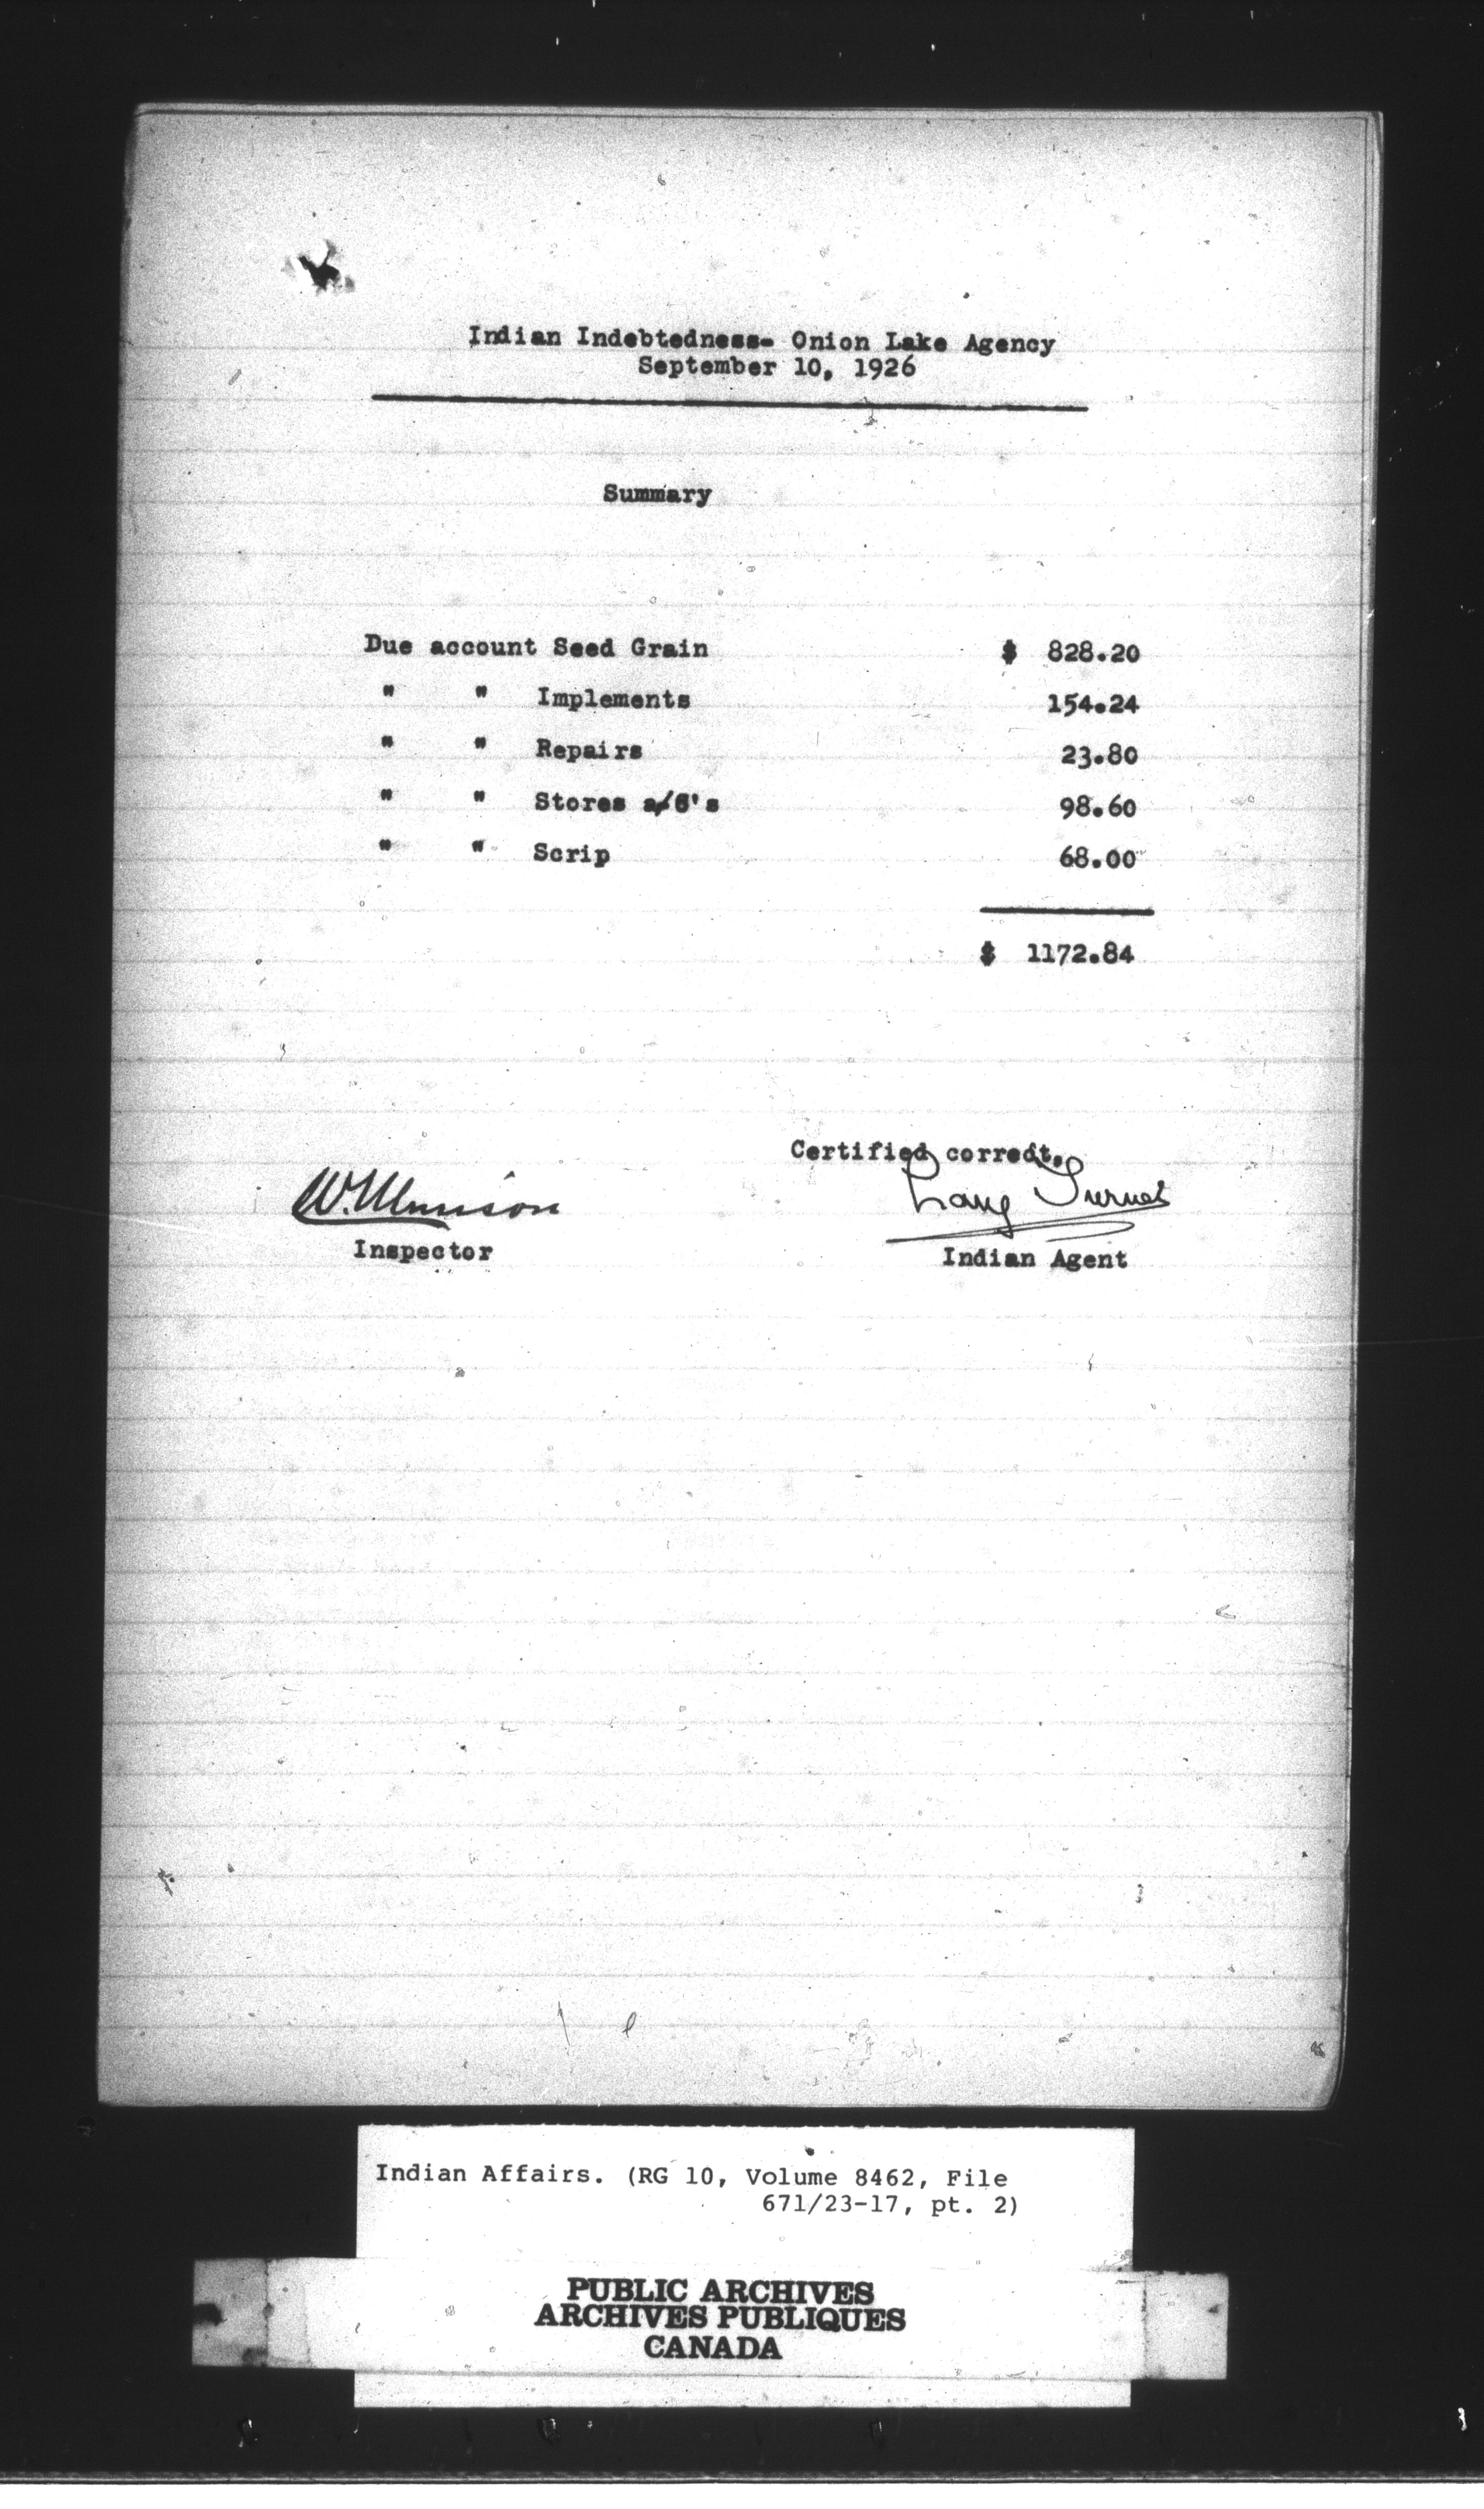 Indian Indebtedness- Onion Lake Agency
September 10, 1926
Summary
Due account Seed Grain $ 828.20
" " Implements 154.24
" " Repairs 23.80
" " Stores a/c's 98.60
" " Scrip 68.00
$ 1172.84
Certified correct.
W. Murison
Inspector
Turner
Indian Agent
Indian Affairs. (RG 10, Volume 8462, File
671/23-17, pt. 2)
PUBLIC ARCHIVES
ARCHIVES PUBLIQUES
CANADA